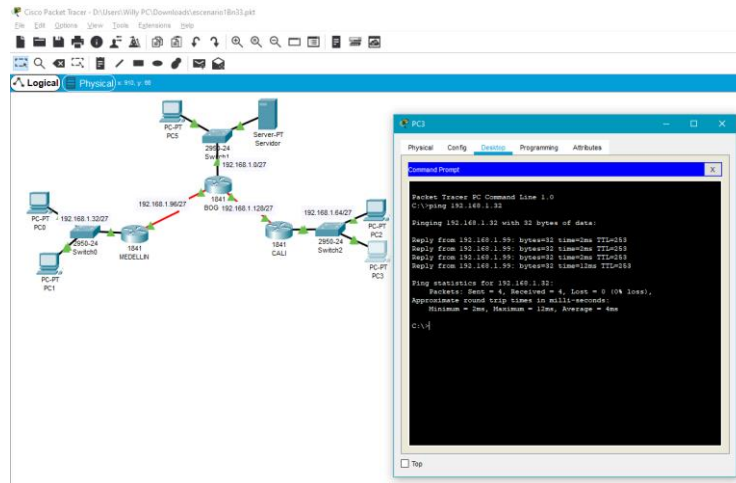 Cisco Packet Tracer - D:\Users\Willy PC\Downloads\escenario18n33.pkt
File Edit Options View Tools Extensions Help
Logical
Physical
PC-PT
PC5
Server-PT
Servidor
2950-24
Switch1
192.168.1.0/27
1841
BOG
192.168.1.96/27
192.168.1.128/27
PC-PT
PC0
192.168.1.32/27
2950-24
Switch0
1841
MEDELLIN
PC-PT
PC1
1841
CALI
192.168.1.64/27
2950-24
Switch2
PC-PT
PC2
PC-PT
PC3
PC3
Physical Config Desktop Programming Attributes
Command Prompt
X
Packet Tracer PC Command Line 1.0
C:\>ping 192.168.1.32
Pinging 192.168.1.32 with 32 bytes of data:
Reply from 192.168.1.99: bytes=32 time=2ms TTL=253
Reply from 192.168.1.99: bytes=32 time=2ms TTL=253
Reply from 192.168.1.99: bytes=32 time=2ms TTL=253
Reply from 192.168.1.99: bytes=32 time=12ms TTL=253
Ping statistics for 192.168.1.32:
Packets: Sent = 4, Received = 4, Lost = 0 (0% loss),
Approximate round trip times in milli-seconds:
Minimum = 2ms, Maximum = 12ms, Average = 4ms
C:\>
Top